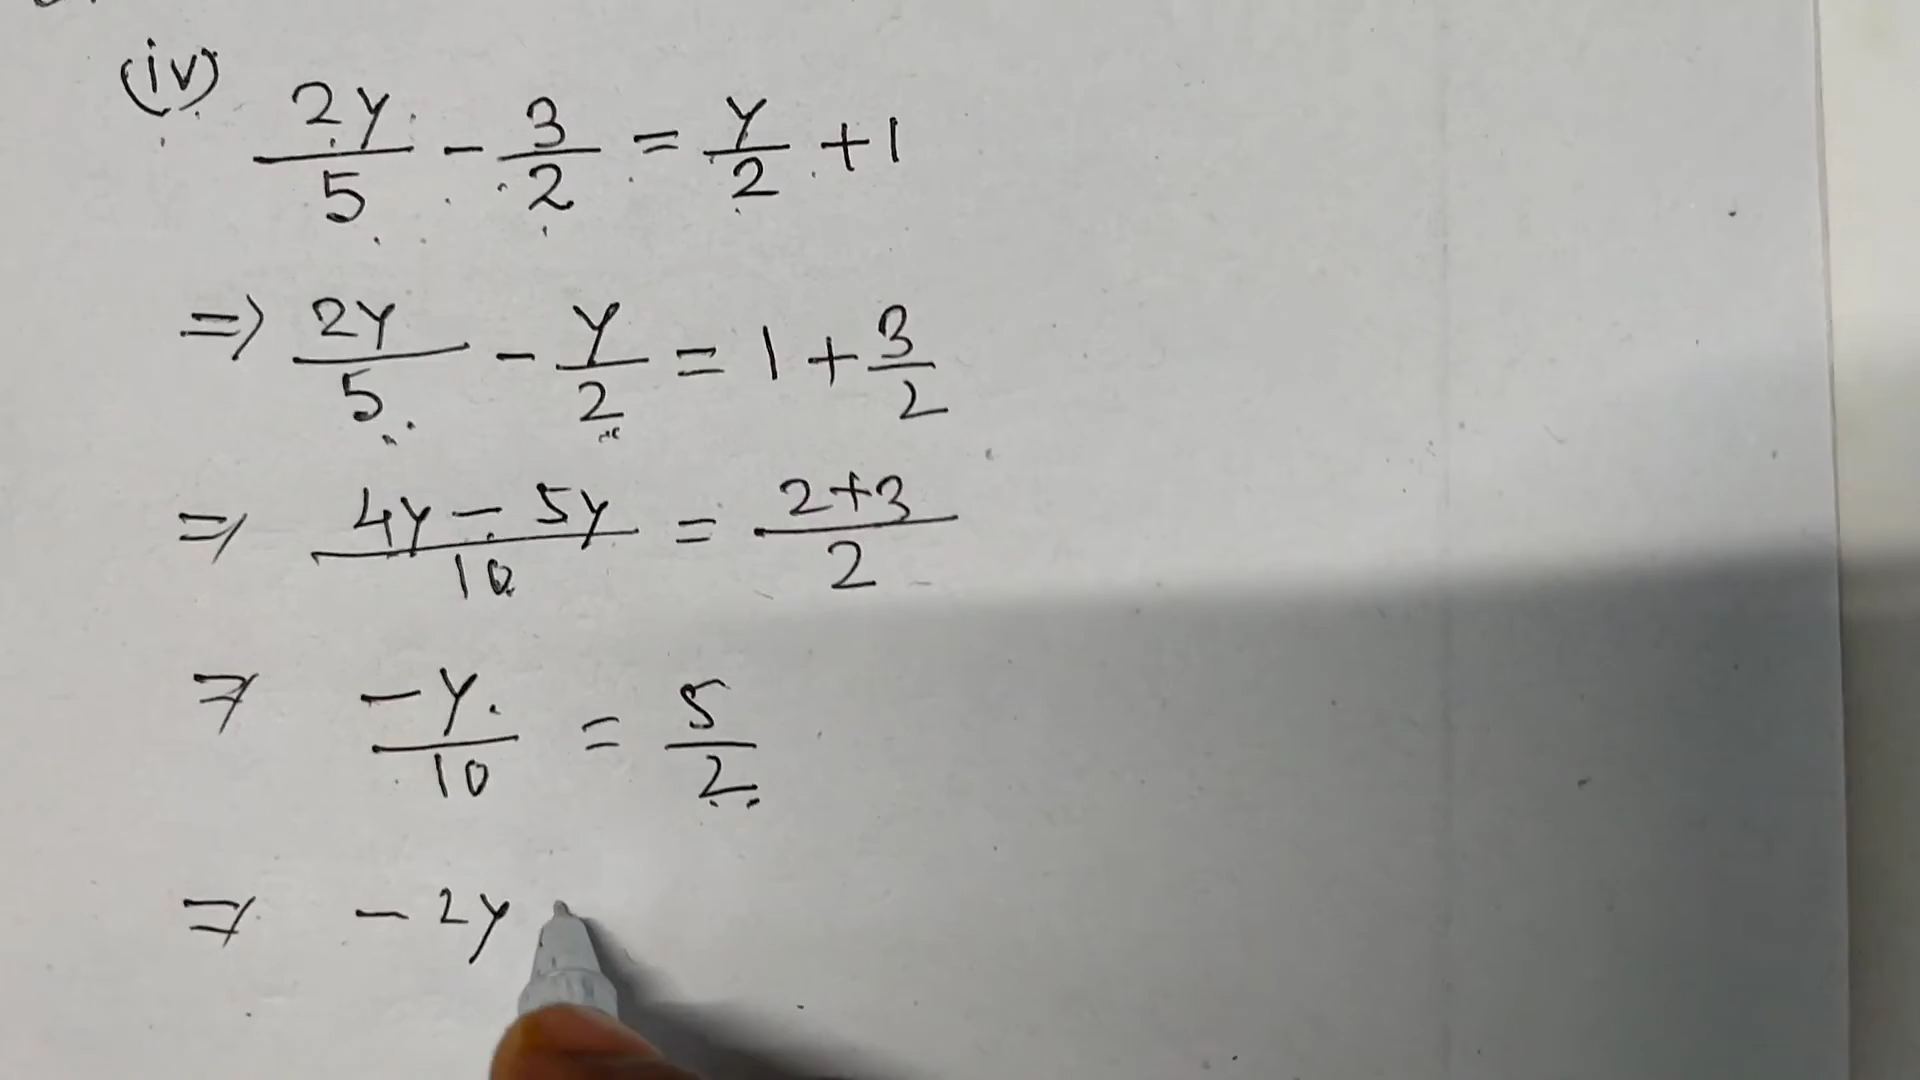 (iv)
2y/5 - 3/2 = y/2 + 1
=> 2y/5 - y/2 = 1 + 3/2
=> 4y - 5y/10 = 2+3/2
=> -y/10 = 5/2
=> - 2y